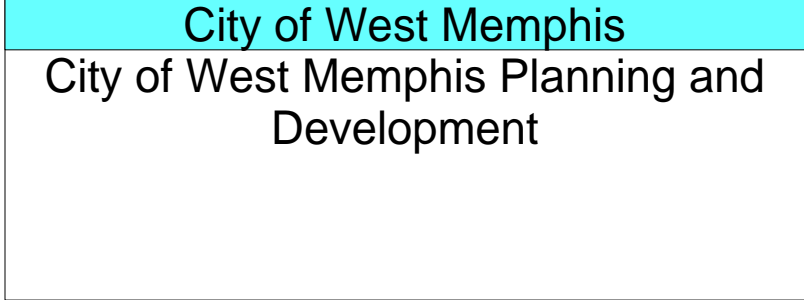 City of West Memphis
City of West Memphis Planning and
Development